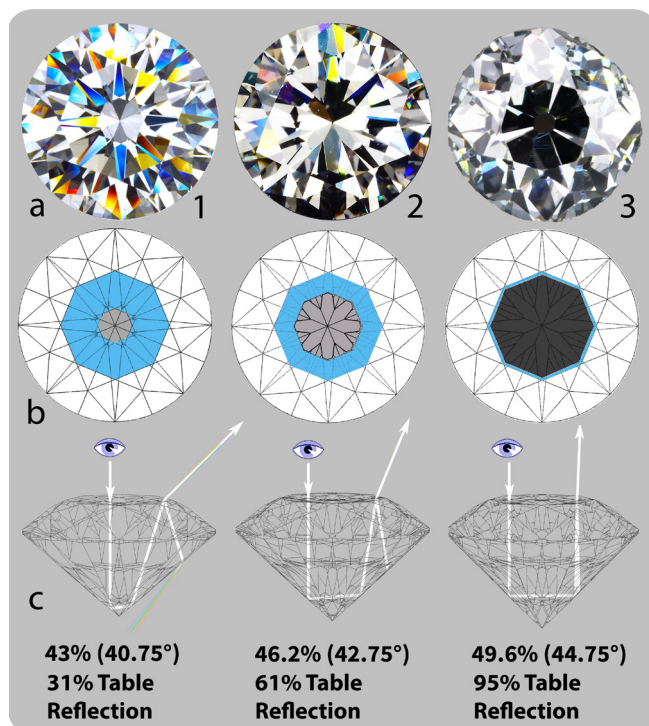 a 1 2 3
b
c
43% (40.75°) 46.2% (42.75°) 49.6% (44.75°)
31% Table 61% Table 95% Table
Reflection Reflection Reflection